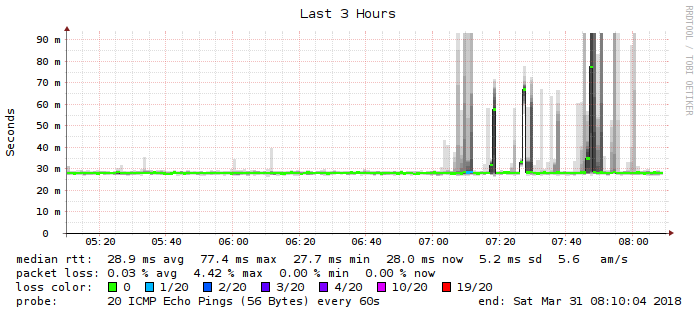 Last 3 Hours
RRDTOOL / TOBI OETIKER
Seconds
90 m
80 m
70 m
60 m
50 m
40 m
30 m
20 m
10 m
0
05:20 05:40 06:00 06:20 06:40 07:00 07:20 07:40 08:00
median rtt: 28.9 ms avg 77.4 ms max 27.7 ms min 28.0 ms now 5.2 ms sd 5.6 am/s
packet loss: 0.03 % avg 4.42 % max 0.00 % min 0.00 % now
loss color: 0 1/20 2/20 3/20 4/20 10/20 19/20
probe: 20 ICMP Echo Pings (56 Bytes) every 60s end: Sat Mar 31 08:10:04 2018